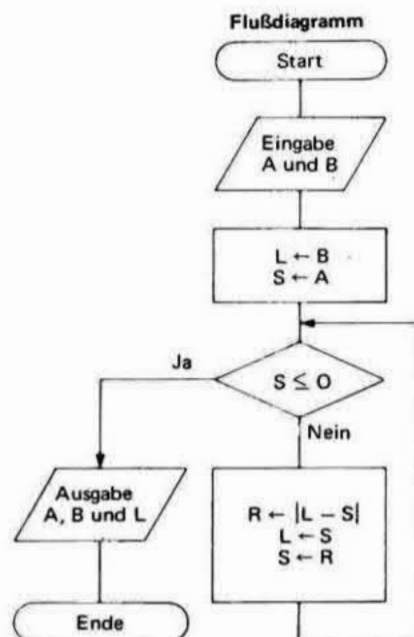 Flußdiagramm
Start
Eingabe
A und B
L ← B
S ← A
Ja
S ≤ O
Nein
Ausgabe
A, B und L
R ← |L – S|
L ← S
S ← R
Ende